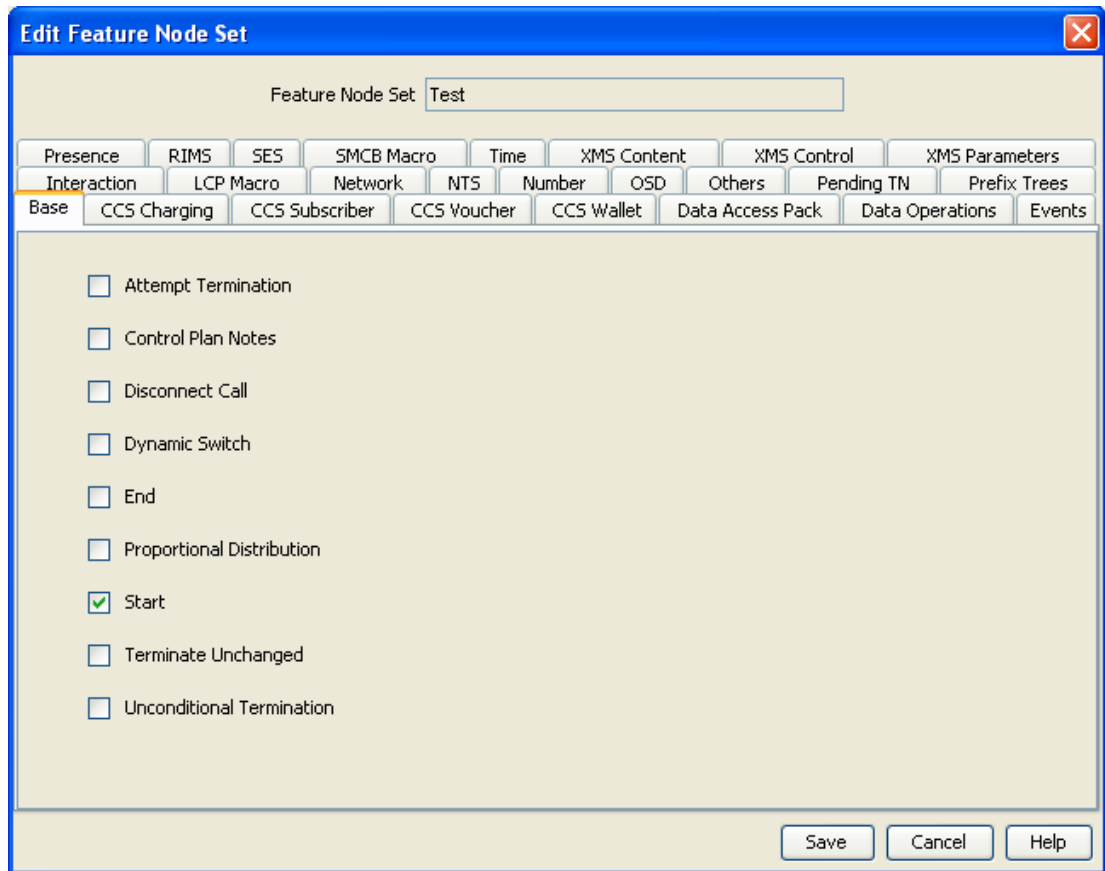 Edit Feature Node Set
Feature Node Set Test
Presence RIMS SES SMCB Macro Time XMS Content XMS Control XMS Parameters
Interaction LCP Macro Network NTS Number OSD Others Pending TN Prefix Trees
Base CCS Charging CCS Subscriber CCS Voucher CCS Wallet Data Access Pack Data Operations Events
Attempt Termination
Control Plan Notes
Disconnect Call
Dynamic Switch
End
Proportional Distribution
Start
Terminate Unchanged
Unconditional Termination
Save Cancel Help